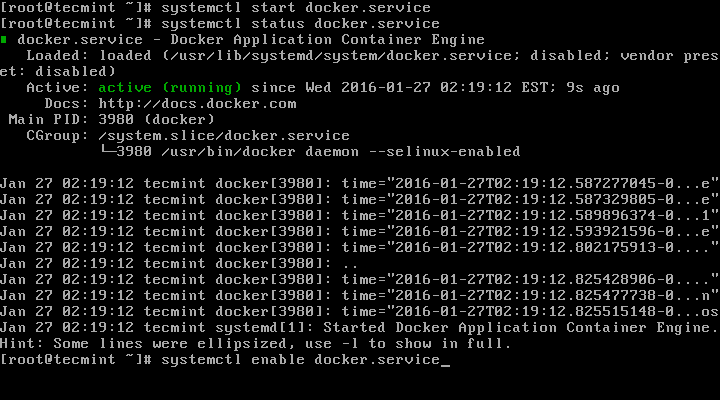 [root@tecmint ~]# systemctl start docker.service
[root@tecmint ~]# systemctl status docker.service
docker.service - Docker Application Container Engine
   Loaded: loaded (/usr/lib/systemd/system/docker.service; disabled; vendor pres
et: disabled)
   Active: active (running) since Wed 2016-01-27 02:19:12 EST; 9s ago
     Docs: http://docs.docker.com
 Main PID: 3980 (docker)
   CGroup: /system.slice/docker.service
           └─3980 /usr/bin/docker daemon --selinux-enabled
Jan 27 02:19:12 tecmint docker[3980]: time="2016-01-27T02:19:12.587277045-0...e"
Jan 27 02:19:12 tecmint docker[3980]: time="2016-01-27T02:19:12.587329805-0...e"
Jan 27 02:19:12 tecmint docker[3980]: time="2016-01-27T02:19:12.589896374-0...1"
Jan 27 02:19:12 tecmint docker[3980]: time="2016-01-27T02:19:12.593921596-0...e"
Jan 27 02:19:12 tecmint docker[3980]: time="2016-01-27T02:19:12.802175913-0...."
Jan 27 02:19:12 tecmint docker[3980]: ..
Jan 27 02:19:12 tecmint docker[3980]: time="2016-01-27T02:19:12.825428906-0...."
Jan 27 02:19:12 tecmint docker[3980]: time="2016-01-27T02:19:12.825477738-0...n"
Jan 27 02:19:12 tecmint docker[3980]: time="2016-01-27T02:19:12.825515148-0...os
Jan 27 02:19:12 tecmint systemd[1]: Started Docker Application Container Engine.
Hint: Some lines were ellipsized, use -l to show in full.
[root@tecmint ~]# systemctl enable docker.service_